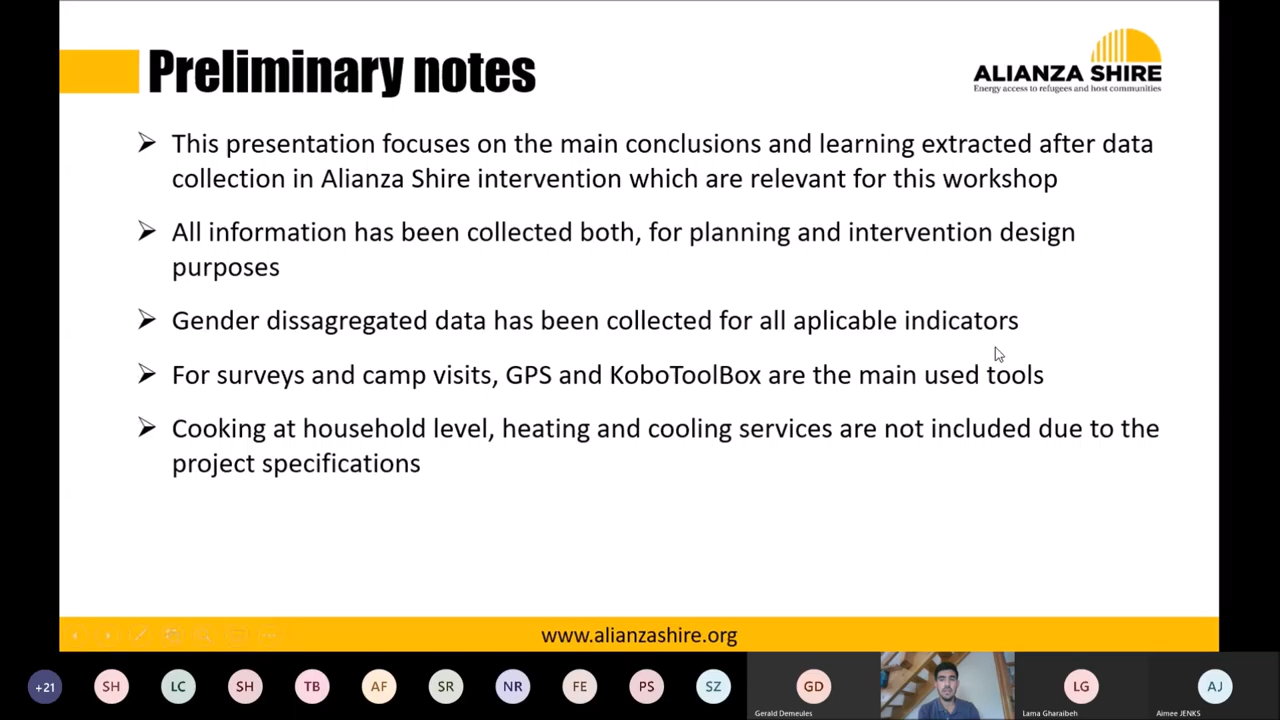 Preliminary notes
ALIANZA SHIRE
Energy access to refugees and host communities
➢ This presentation focuses on the main conclusions and learning extracted after data
collection in Alianza Shire intervention which are relevant for this workshop
➢ All information has been collected both, for planning and intervention design
purposes
➢ Gender dissagregated data has been collected for all aplicable indicators
➢ For surveys and camp visits, GPS and KoboToolBox are the main used tools
➢ Cooking at household level, heating and cooling services are not included due to the
project specifications
www.alianzashire.org
+21 SH LC SH TB AF SR NR FE PS SZ GD LG AJ
Gerald Demeules Lama Gharaibeh Aimee JENKS